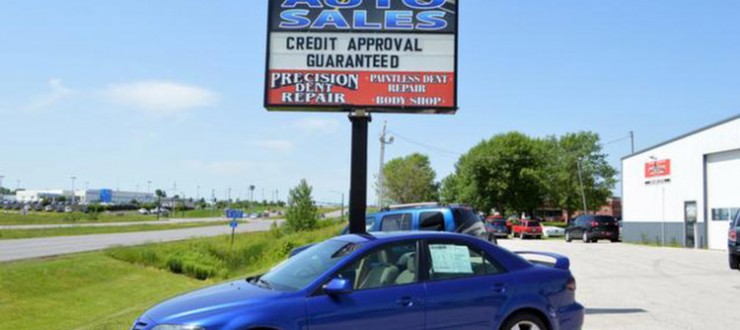 AUTO
SALES
CREDIT APPROVAL
GUARANTEED
PRECISION
DENT
REPAIR
PAINTLESS DENT
REPAIR
BODY SHOP